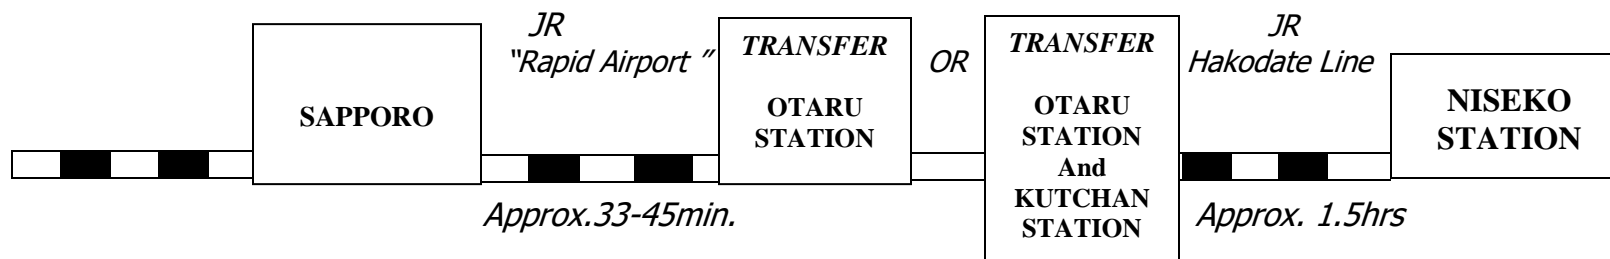 SAPPORO
JR
“Rapid Airport ”
Approx.33-45min.
TRANSFER
OTARU
STATION
OR
TRANSFER
OTARU
STATION
And
KUTCHAN
STATION
JR
Hakodate Line
Approx. 1.5hrs
NISEKO
STATION